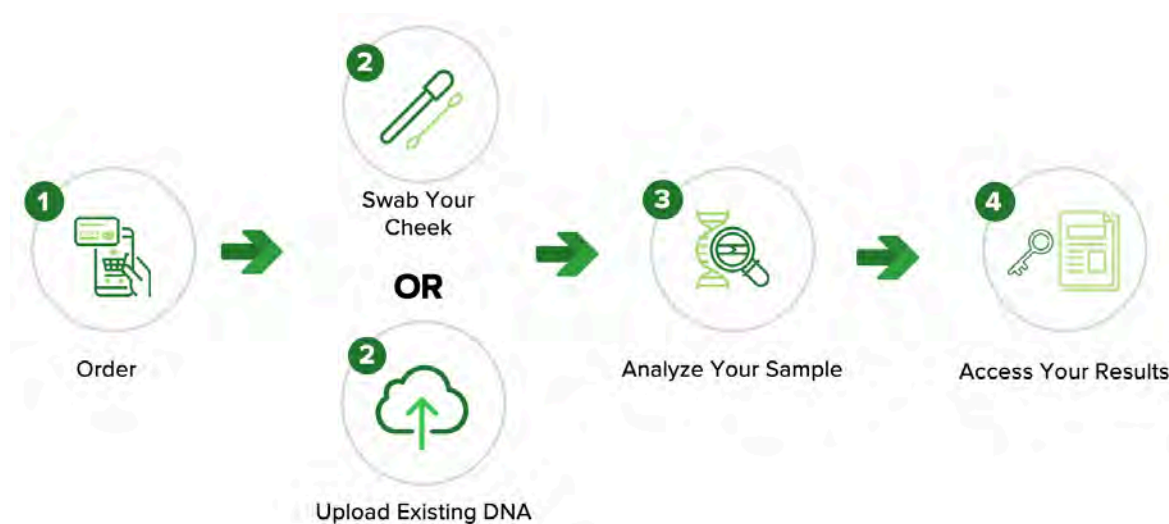 1
Order
2
Swab Your
Cheek
OR
2
Upload Existing DNA
3
Analyze Your Sample
4
Access Your Results